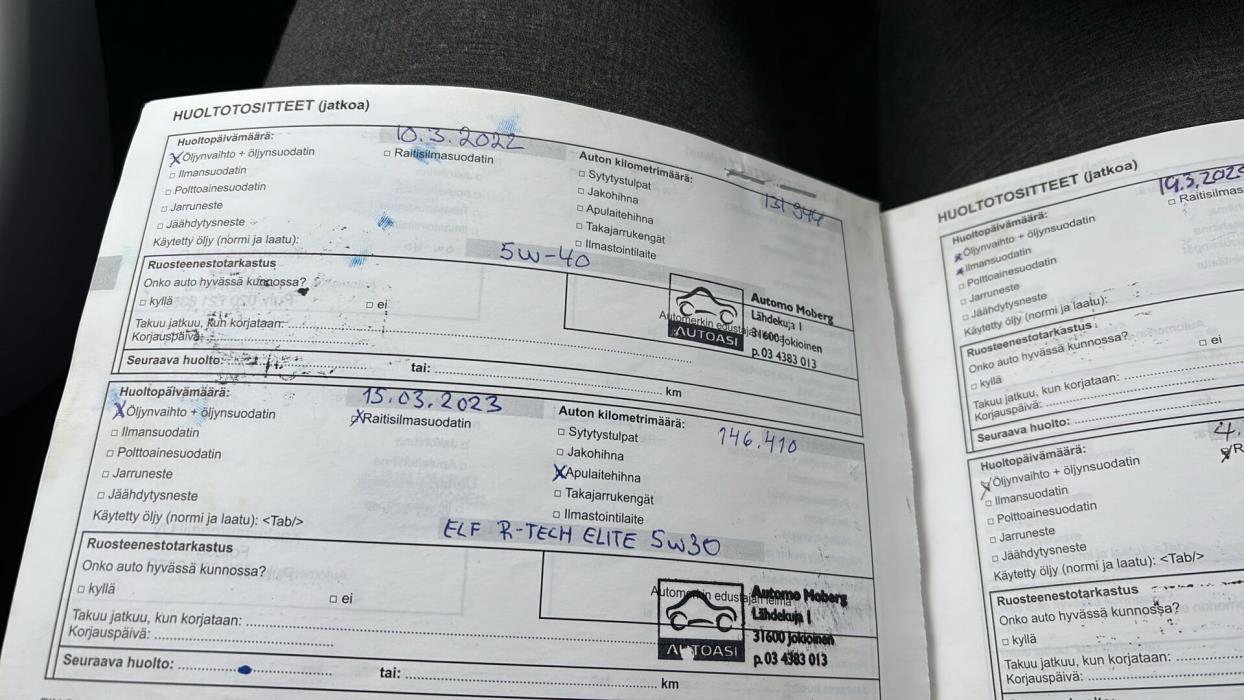 HUOLTOTOSITTEET (jatkoa)
Huoltopäivämäärä: 10.3.2022
Auton kilometrimäärä: 131 944
X Öljynvaihto + öljynsuodatin
□ Raitisilmasuodatin
□ Sytytystulpat
□ Ilmansuodatin
□ Jakohihna
□ Polttoainesuodatin
□ Apulaitehihna
□ Jarruneste
□ Takajarrukengät
□ Jäähdytysneste
□ Ilmastointilaite
Käytetty öljy (normi ja laatu): 5W-40
Ruosteenestotarkastus
Onko auto hyvässä kunnossa?
□ kyllä □ ei
Takuu jatkuu, kun korjataan:
Korjauspäivä:
Automerkin edustajan
AUTOASI
Automo Moberg
Lähdekuja 1
31600 Jokioinen
p. 03 4383 013
Seuraava huolto: tai: km
Huoltopäivämäärä: 15.03.2023
Auton kilometrimäärä: 146.410
X Öljynvaihto + öljynsuodatin
X Raitisilmasuodatin
□ Sytytystulpat
□ Ilmansuodatin
□ Jakohihna
□ Polttoainesuodatin
X Apulaitehihna
□ Jarruneste
□ Takajarrukengät
□ Jäähdytysneste
□ Ilmastointilaite
Käytetty öljy (normi ja laatu): <Tab/>
ELF R-TECH ELITE 5W30
Ruosteenestotarkastus
Onko auto hyvässä kunnossa?
□ kyllä □ ei
Takuu jatkuu, kun korjataan:
Korjauspäivä:
Automerkin edustajan leima
AUTOASI
Automo Moberg
Lähdekuja 1
31600 Jokioinen
p. 03 4383 013
Seuraava huolto: tai: km
HUOLTOTOSITTEET (jatkoa)
Huoltopäivämäärä: 19.3.202
X Öljynvaihto + öljynsuodatin
□ Raitisilmas
X Ilmansuodatin
□ Polttoainesuodatin
□ Jarruneste
□ Jäähdytysneste
Käytetty öljy (normi ja laatu):
Ruosteenestotarkastus
Onko auto hyvässä kunnossa?
□ kyllä □ ei
Takuu jatkuu, kun korjataan:
Korjauspäivä:
Seuraava huolto:
Huoltopäivämäärä: 4.
X Öljynvaihto + öljynsuodatin
X R
□ Ilmansuodatin
□ Polttoainesuodatin
□ Jarruneste
□ Jäähdytysneste
Käytetty öljy (normi ja laatu): <Tab/>
Ruosteenestotarkastus
Onko auto hyvässä kunnossa?
□ kyllä
Takuu jatkuu, kun korjataan:
Korjauspäivä: